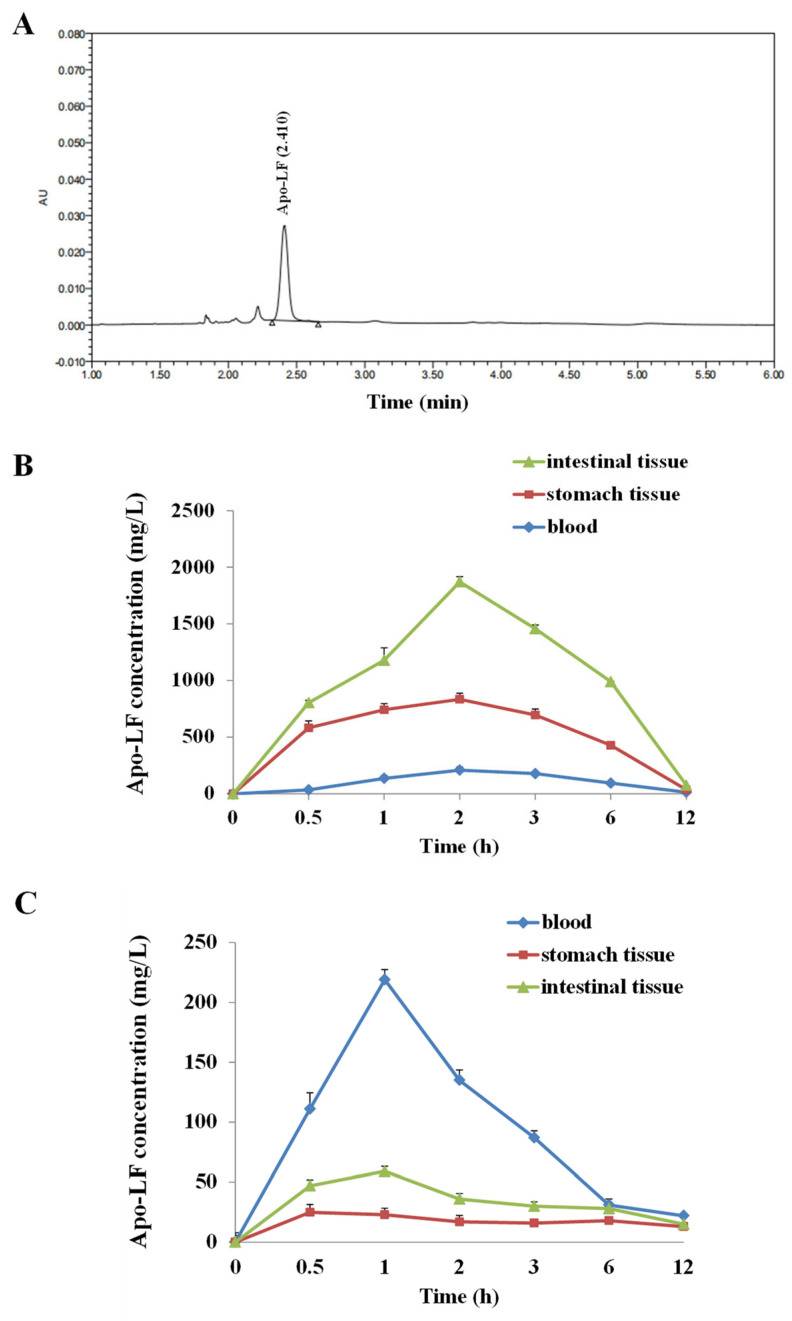 A
0.080
0.070
0.060
0.050
0.040
0.030
0.020
0.010
0.000
-0.010
AU
Apo-LF (2.410)
1.00 1.50 2.00 2.50 3.00 3.50 4.00 4.50 5.00 5.50 6.00
Time (min)
B
intestinal tissue
stomach tissue
blood
Apo-LF concentration (mg/L)
2500
2000
1500
1000
500
0
0 0.5 1 2 3 6 12
Time (h)
C
blood
stomach tissue
intestinal tissue
Apo-LF concentration (mg/L)
250
200
150
100
50
0
0 0.5 1 2 3 6 12
Time (h)